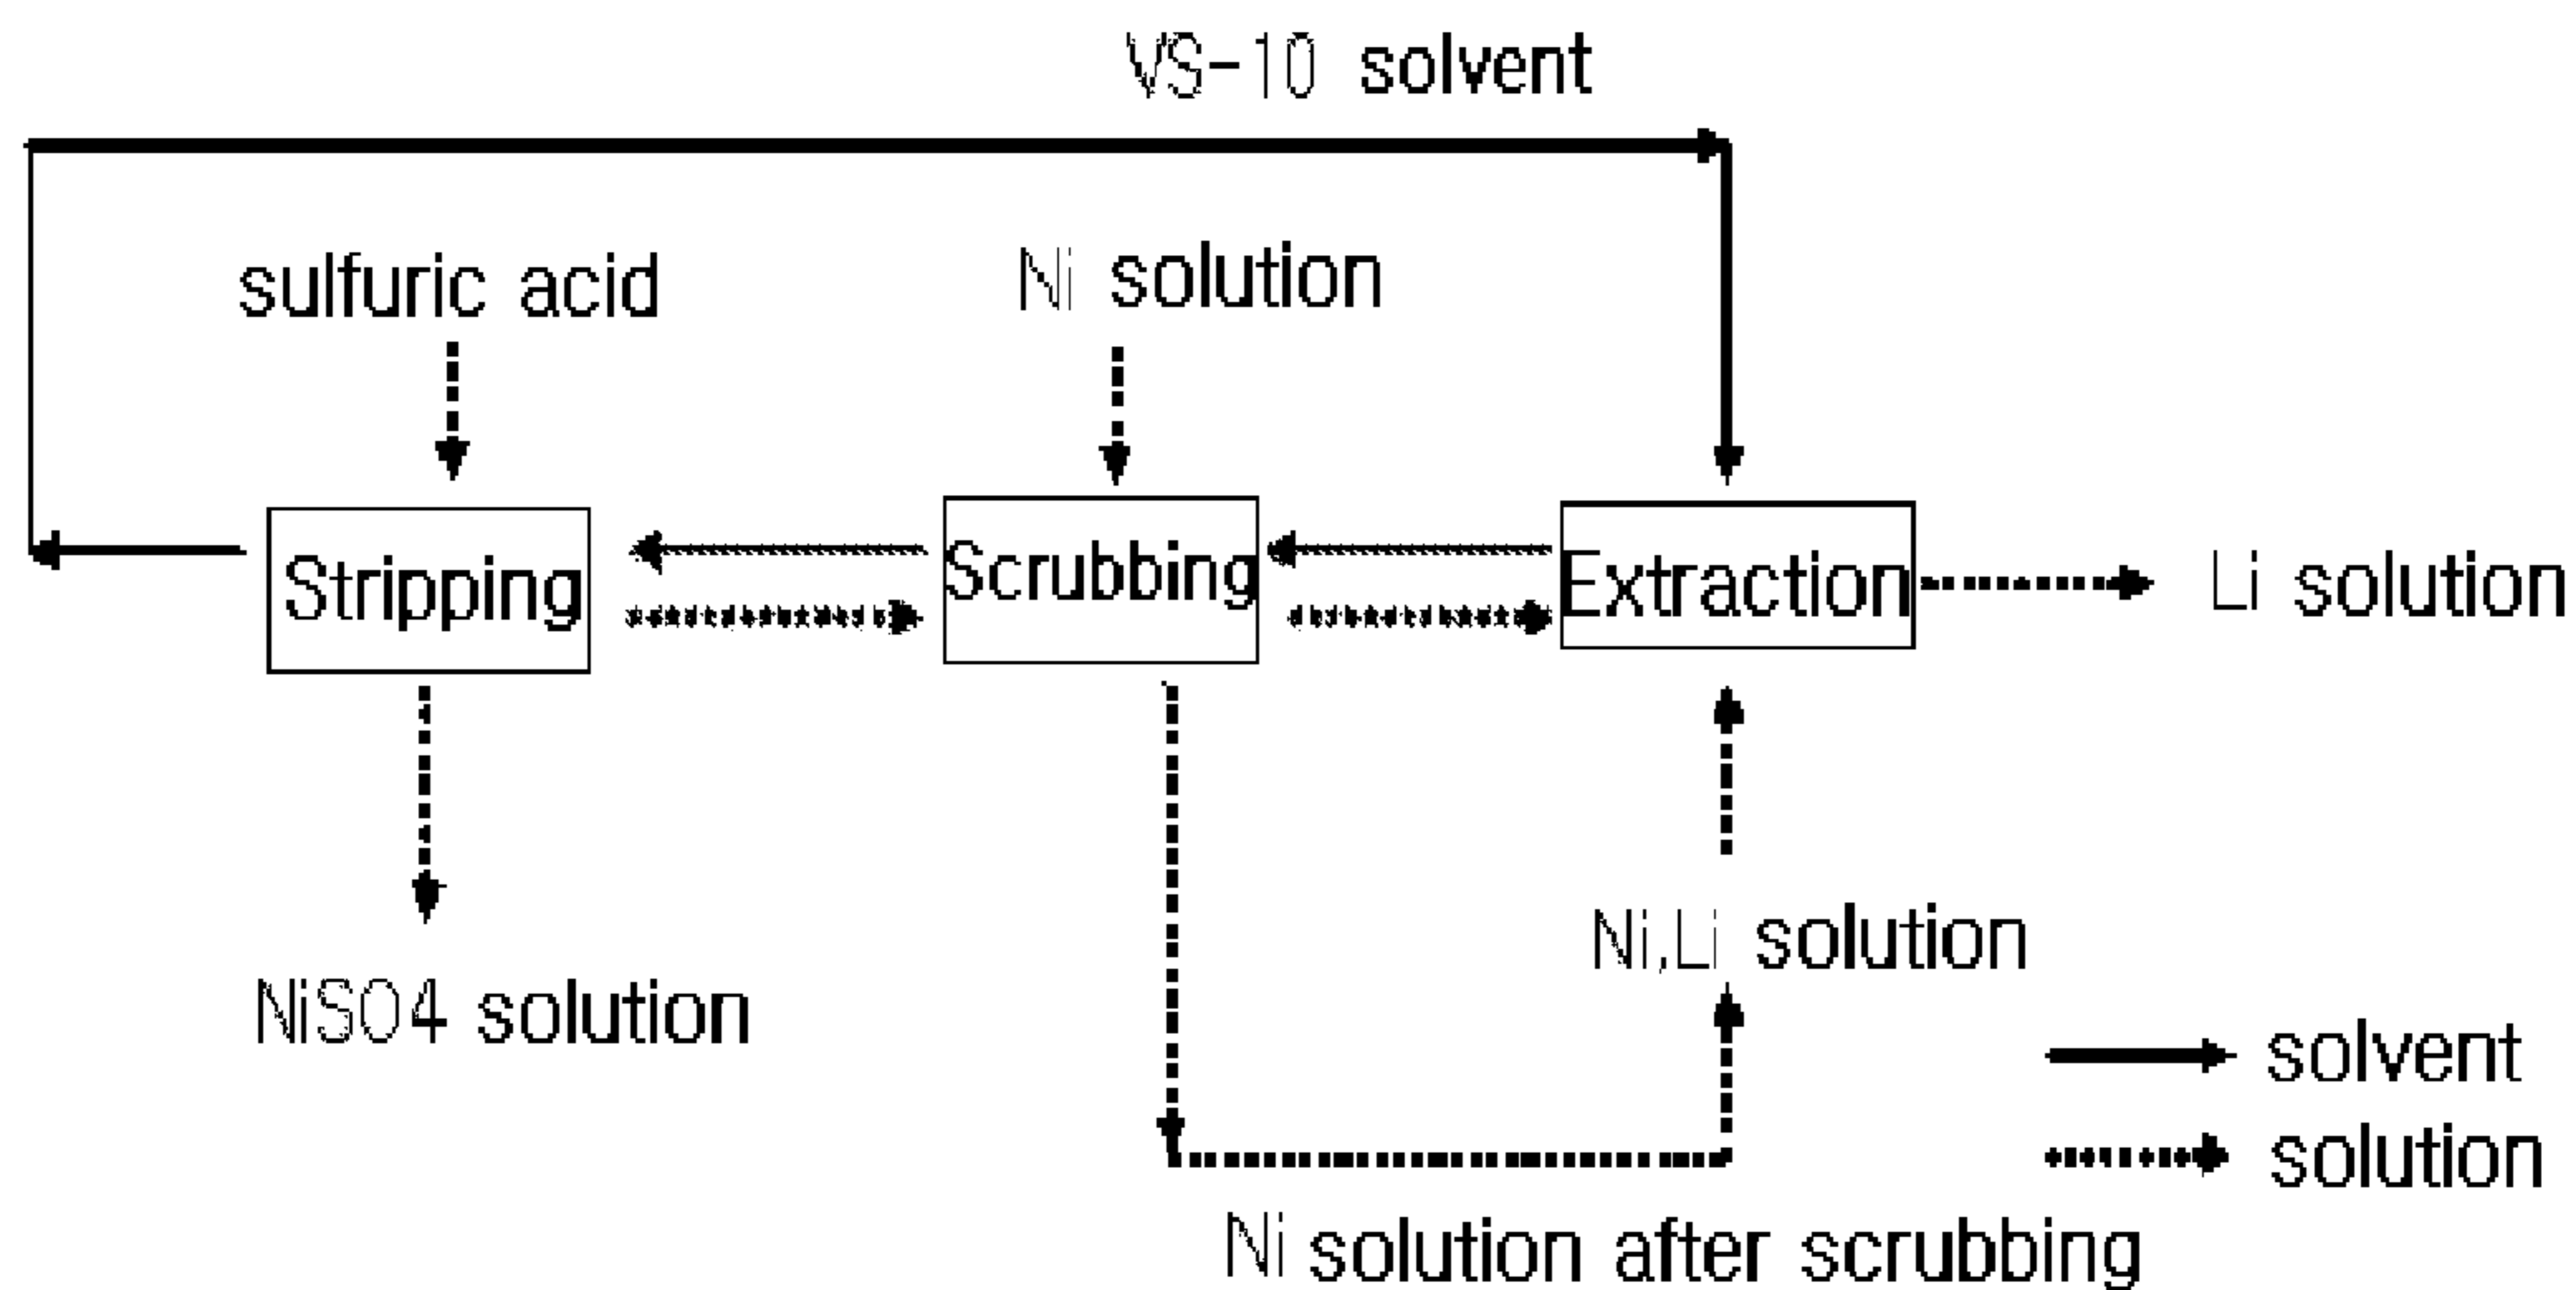 VS-10 solvent
sulfuric acid
Ni solution
Stripping
Scrubbing
Extraction
Li solution
Ni,Li solution
NiSO4 solution
solvent
solution
Ni solution after scrubbing